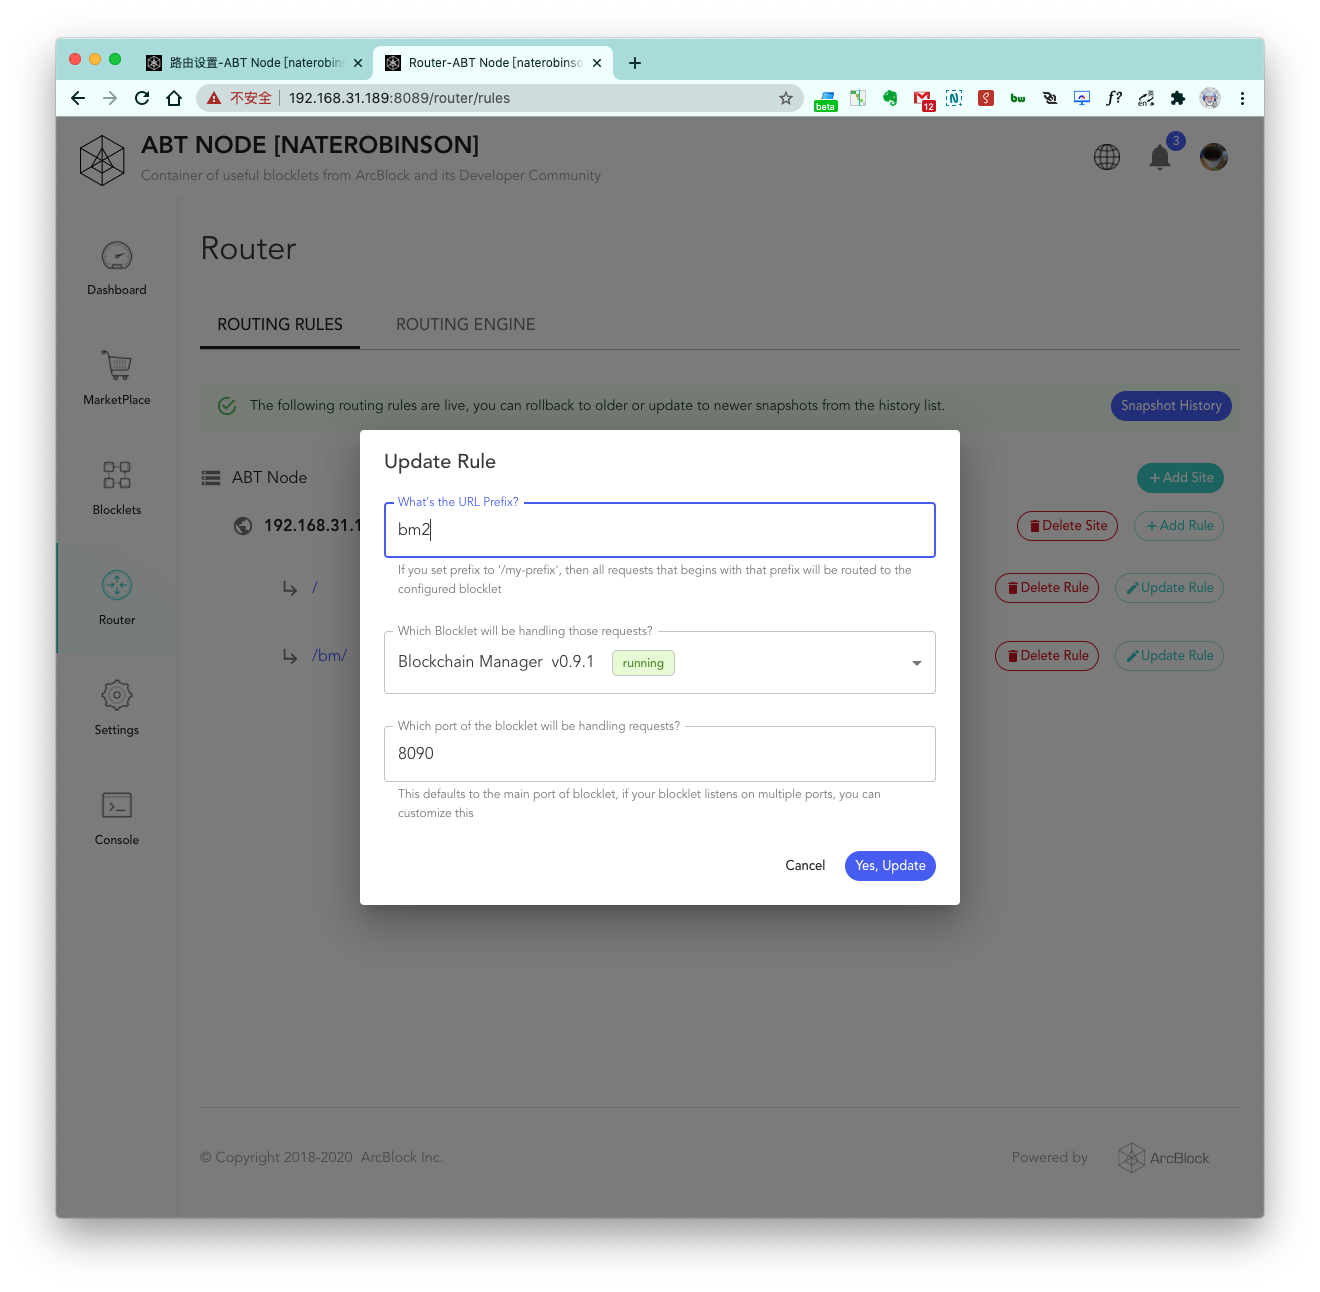 路由设置-ABT Node [naterobins
Router-ABT Node [naterobinso
不安全
192.168.31.189:8089/router/rules
beta
12
en
ABT NODE [NATEROBINSON]
Container of useful blocklets from ArcBlock and its Developer Community
3
Dashboard
MarketPlace
Blocklets
Router
Settings
Console
Router
ROUTING RULES
ROUTING ENGINE
The following routing rules are live, you can rollback to older or update to newer snapshots from the history list.
Snapshot History
ABT Node
Add Site
192.168.31.1
Delete Site
Add Rule
/
Delete Rule
Update Rule
/bm/
Delete Rule
Update Rule
Update Rule
What's the URL Prefix?
bm2
If you set prefix to '/my-prefix', then all requests that begins with that prefix will be routed to the
configured blocklet
Which Blocklet will be handling those requests?
Blockchain Manager v0.9.1 running
Which port of the blocklet will be handling requests?
8090
This defaults to the main port of blocklet, if your blocklet listens on multiple ports, you can
customize this
Cancel
Yes, Update
© Copyright 2018-2020 ArcBlock Inc.
Powered by
ArcBlock